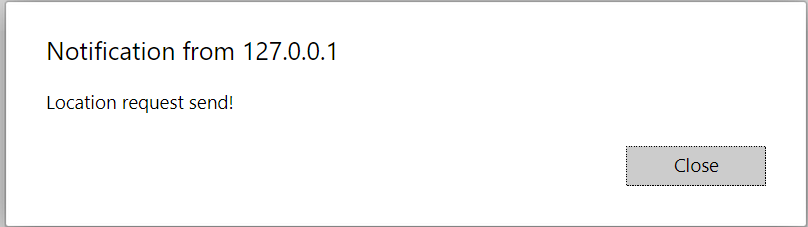 Notification from 127.0.0.1
Location request send!
Close